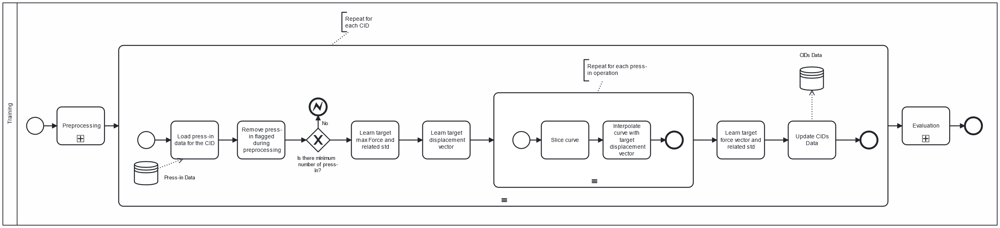 Training
Repeat for
each CID
Preprocessing
Load press-in
data for the CID
Press-in Data
Remove press-
in flagged
during
preprocessing
No
Is there minimum
number of press-
in?
Learn target
max Force and
related std
Learn target
displacement
vector
Repeat for each press-
in operation
Slice curve
Interpolate
curve with
target
displacement
vector
Learn target
force vector and
related std
CIDs Data
Update CIDs
Data
Evaluation